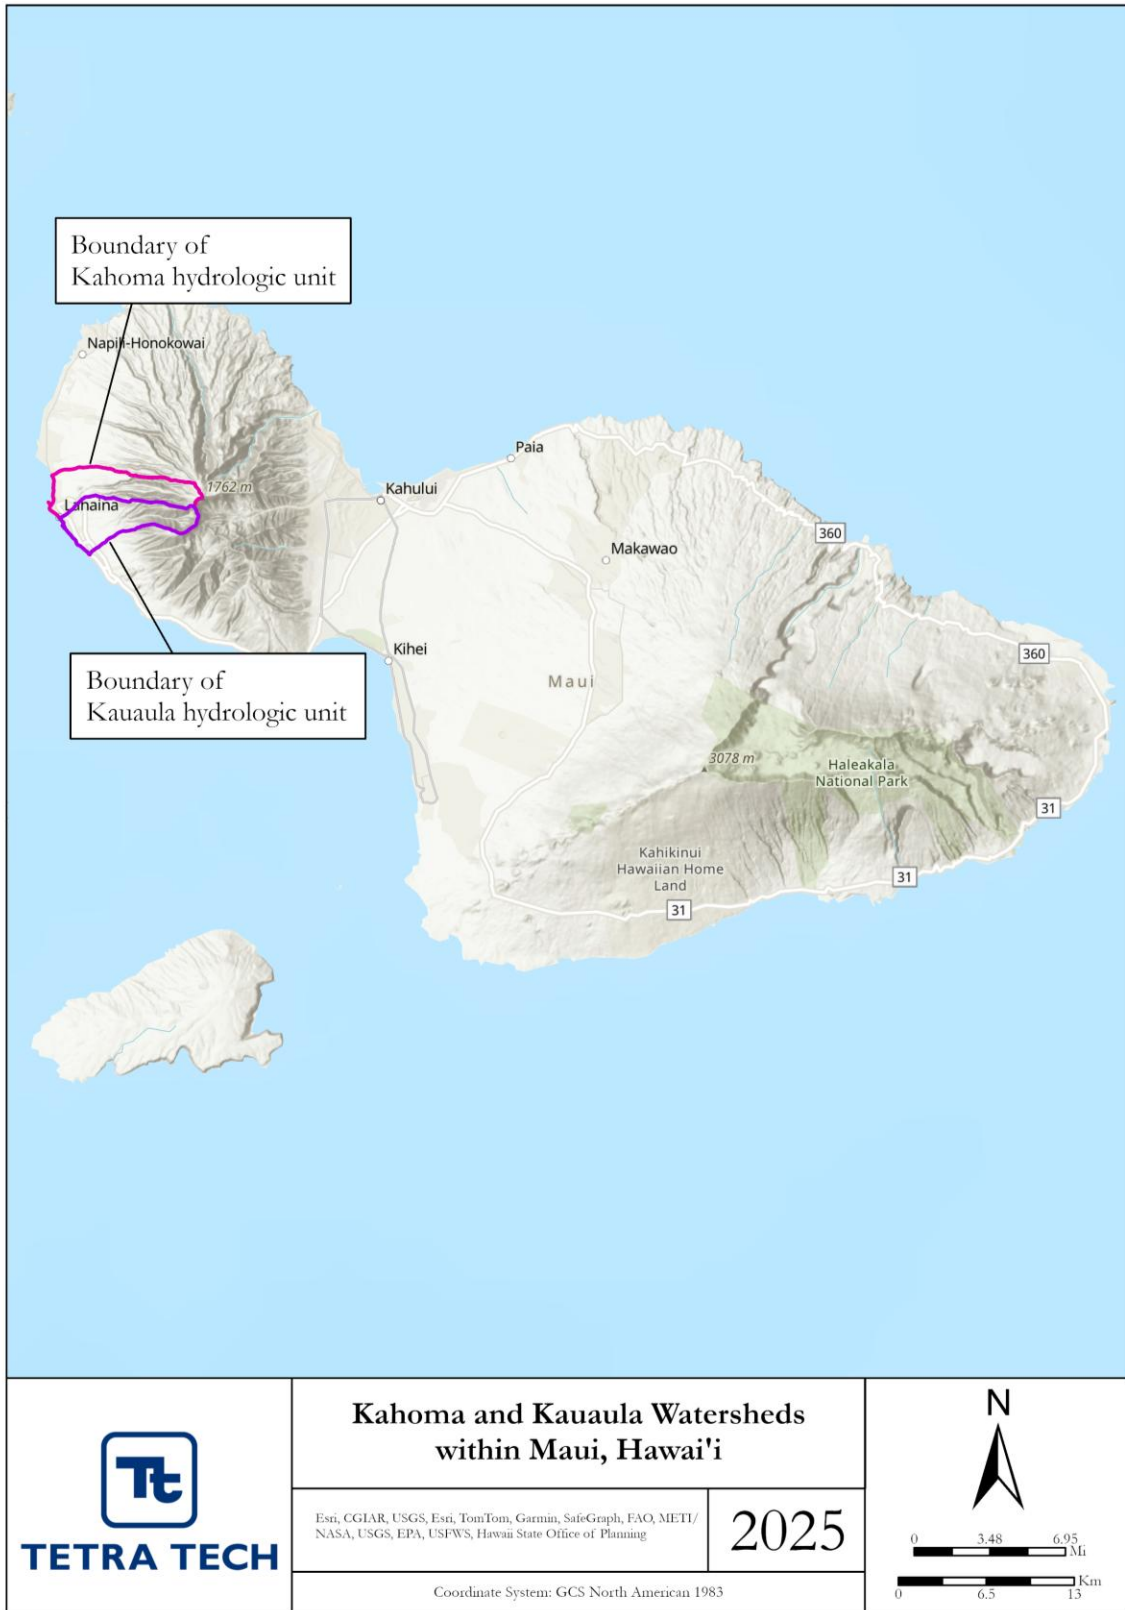 Boundary of
Kahoma hydrologic unit
Napili-Honokowai
Paia
1762 m
Kahului
Lahaina
360
Makawao
Kihei
360
Boundary of
Kauaula hydrologic unit
Maui
3078 m
Haleakala
National Park
31
Kahikinui
Hawaiian Home
Land
31
31
Kahoma and Kauaula Watersheds
within Maui, Hawai'i
N
Tt
TETRA TECH
Esri, CGIAR, USGS, Esri, TomTom, Garmin, SafeGraph, FAO, METI/
NASA, USGS, EPA, USFWS, Hawaii State Office of Planning
2025
Coordinate System: GCS North American 1983
0 3.48 6.95
Mi
Km
0 6.5 13